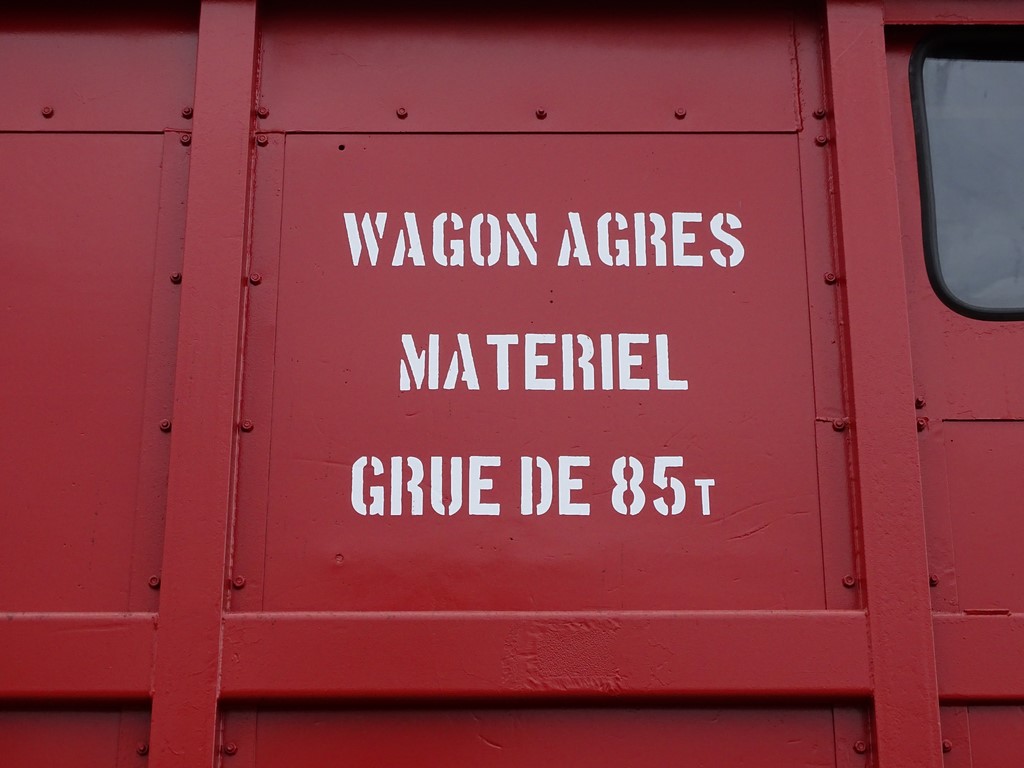 WAGON AGRES
MATERIEL
GRUE DE 85T